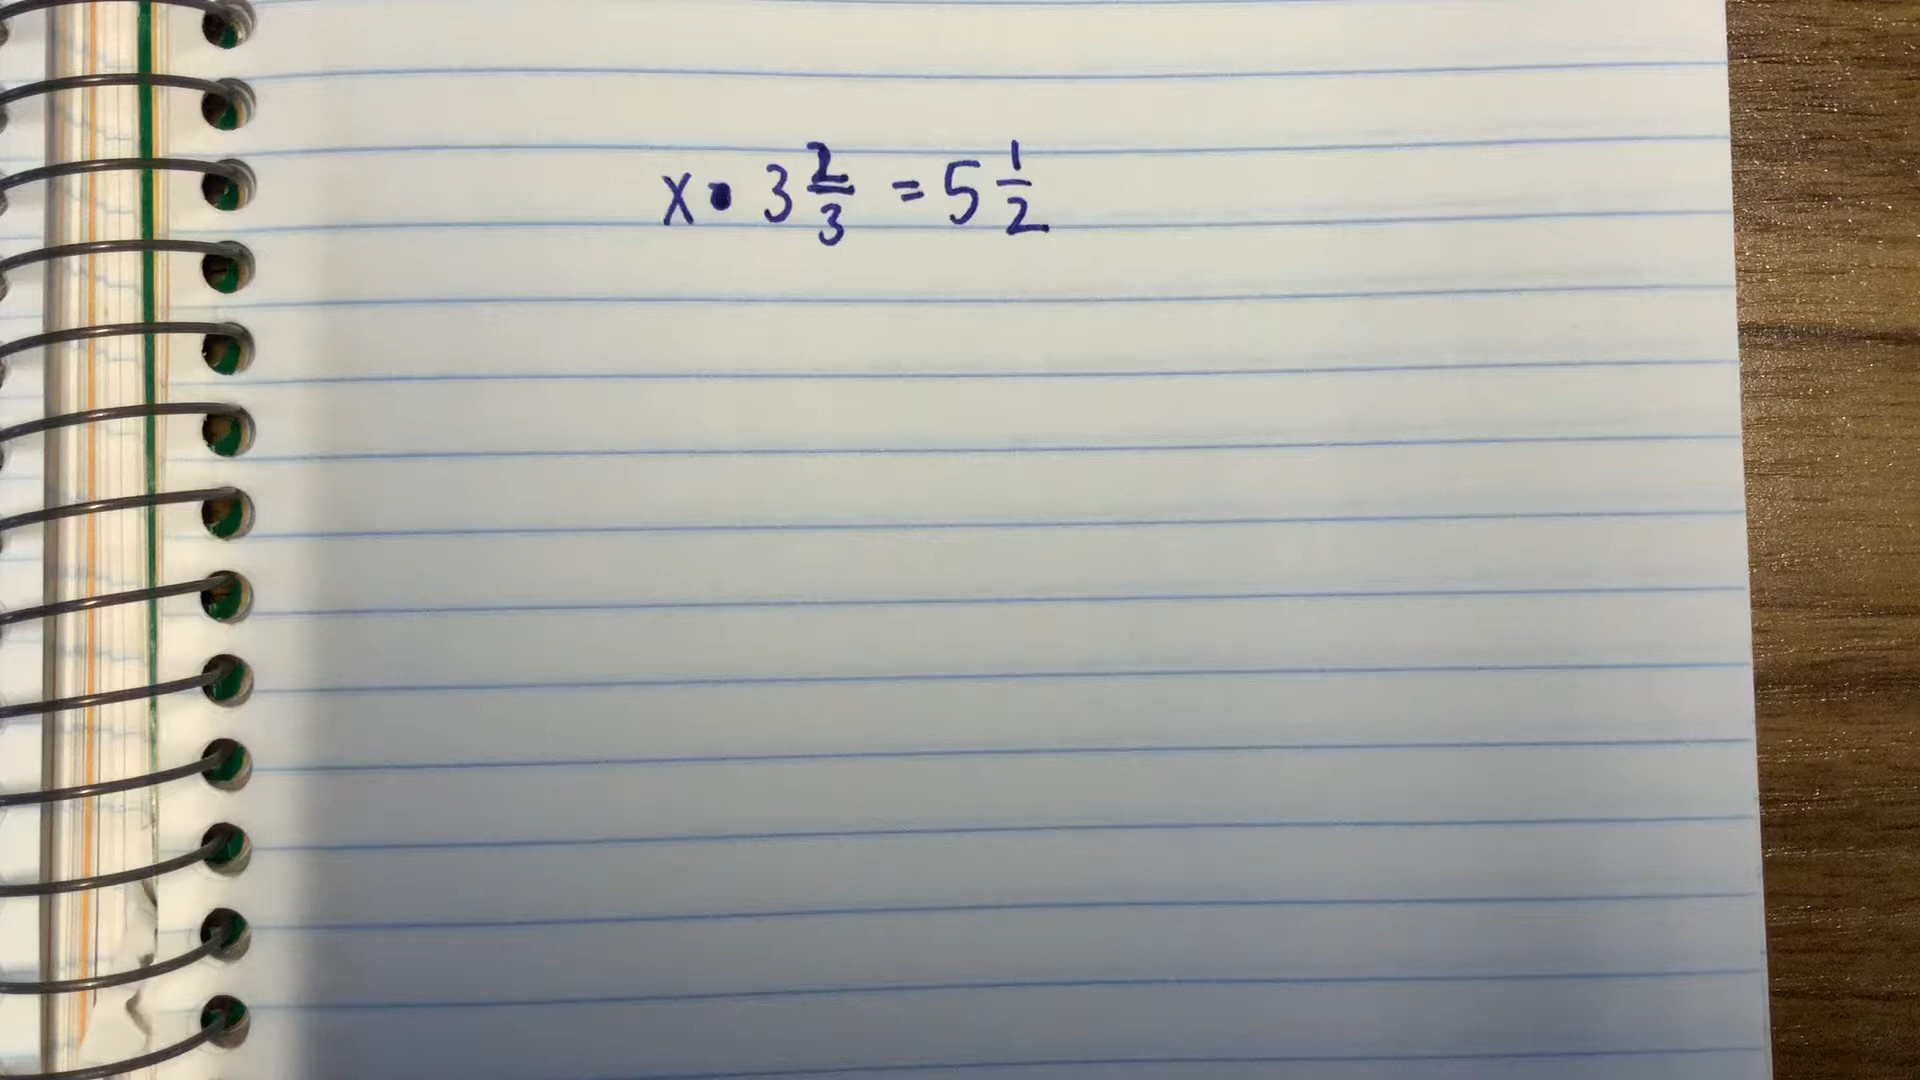 x • 3 2/3 = 5 1/2